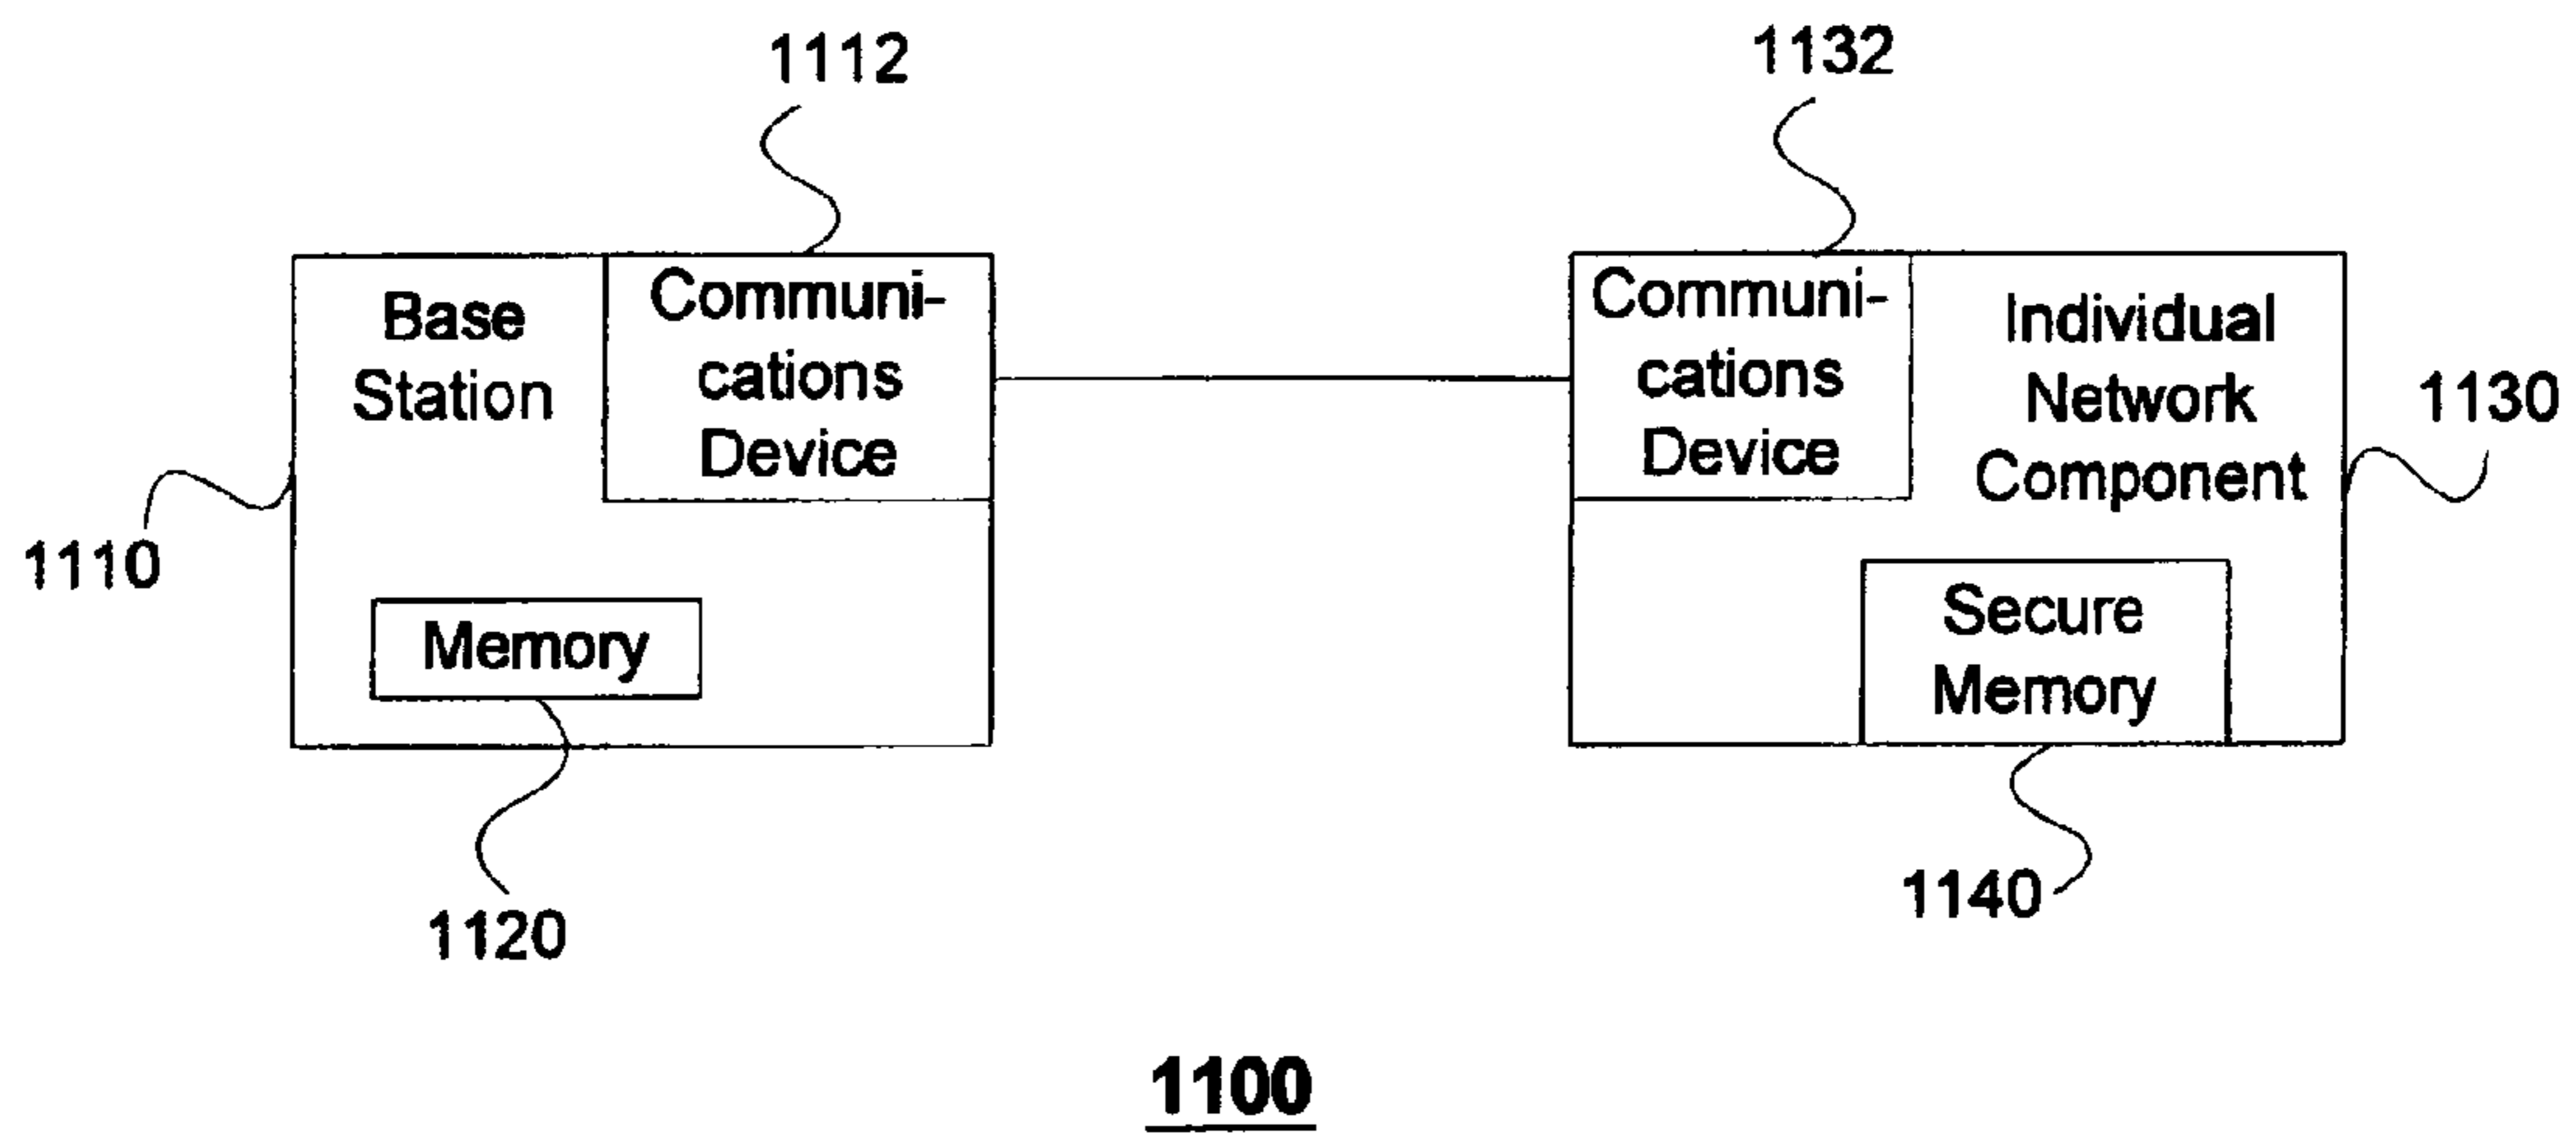 1112
1132
Base
Station
Communi-
cations
Device
Communi-
cations
Device
Individual
Network
Component
1130
1110
Memory
Secure
Memory
1120
1140
1100